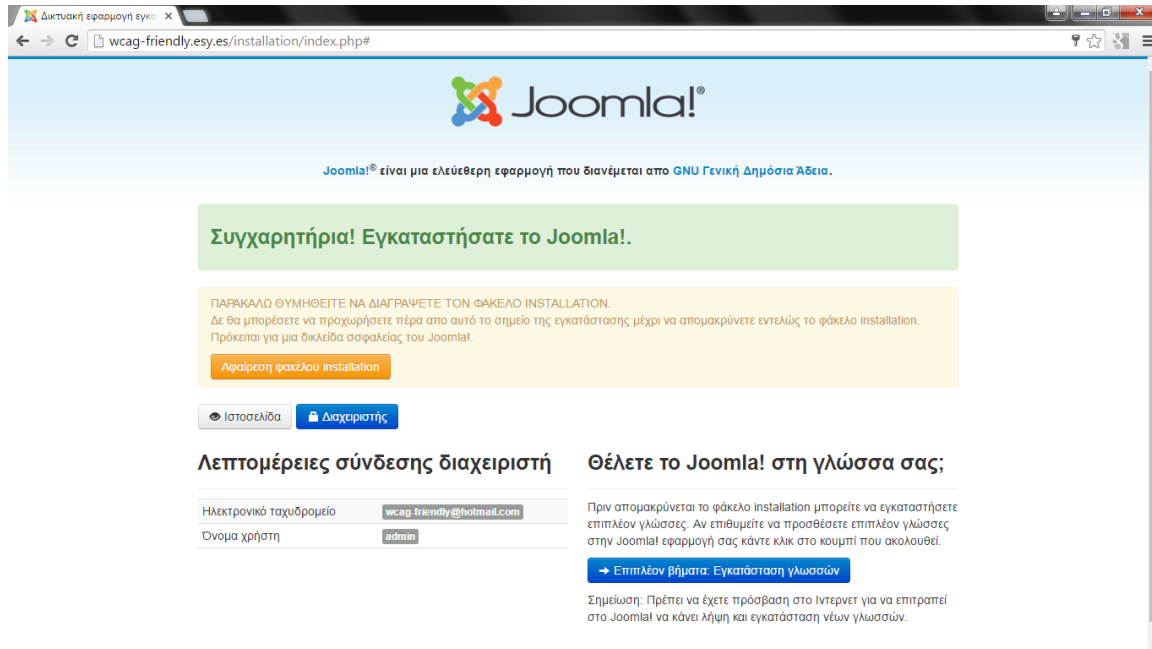 Δικτυακή εφαρμογή εγκα
wcag-friendly.esy.es/installation/index.php#
Joomla!®
Joomla!® είναι μια ελεύεθερη εφαρμογή που διανέμεται απο GNU Γενική Δημόσια Άδεια.
Συγχαρητήρια! Εγκαταστήσατε το Joomla!.
ΠΑΡΑΚΑΛΩ ΘΥΜΗΘΕΙΤΕ ΝΑ ΔΙΑΓΡΑΨΕΤΕ ΤΟΝ ΦΑΚΕΛΟ INSTALLATION.
Δε θα μπορέσετε να προχωρήσετε πέρα απο αυτό το σημείο της εγκατάστασης μέχρι να απομακρύνετε εντελώς το φάκελο installation.
Πρόκειται για μια δικλείδα οσφαλείας του Joomla!.
Αφαίρεση φακέλου installation
Ιστοσελίδα
Διαχειριστής
Λεπτομέρειες σύνδεσης διαχειριστή
Ηλεκτρονικό ταχυδρομείο wcag-friendly@hotmail.com
Όνομα χρήστη admin
Θέλετε το Joomla! στη γλώσσα σας;
Πριν απομακρύνεται το φάκελο installation μπορείτε να εγκαταστήσετε
επιπλέον γλώσσες. Αν επιθυμείτε να προσθέσετε επιπλέον γλώσσες
στην Joomla! εφαρμογή σας κάντε κλικ στο κουμπί που ακολουθεί.
Επιπλέον βήματα: Εγκατάσταση γλωσσών
Σημείωση: Πρέπει να έχετε πρόσβαση στο Ιντερνετ για να επιτραπεί
στο Joomla! να κάνει λήψη και εγκατάσταση νέων γλωσσών.